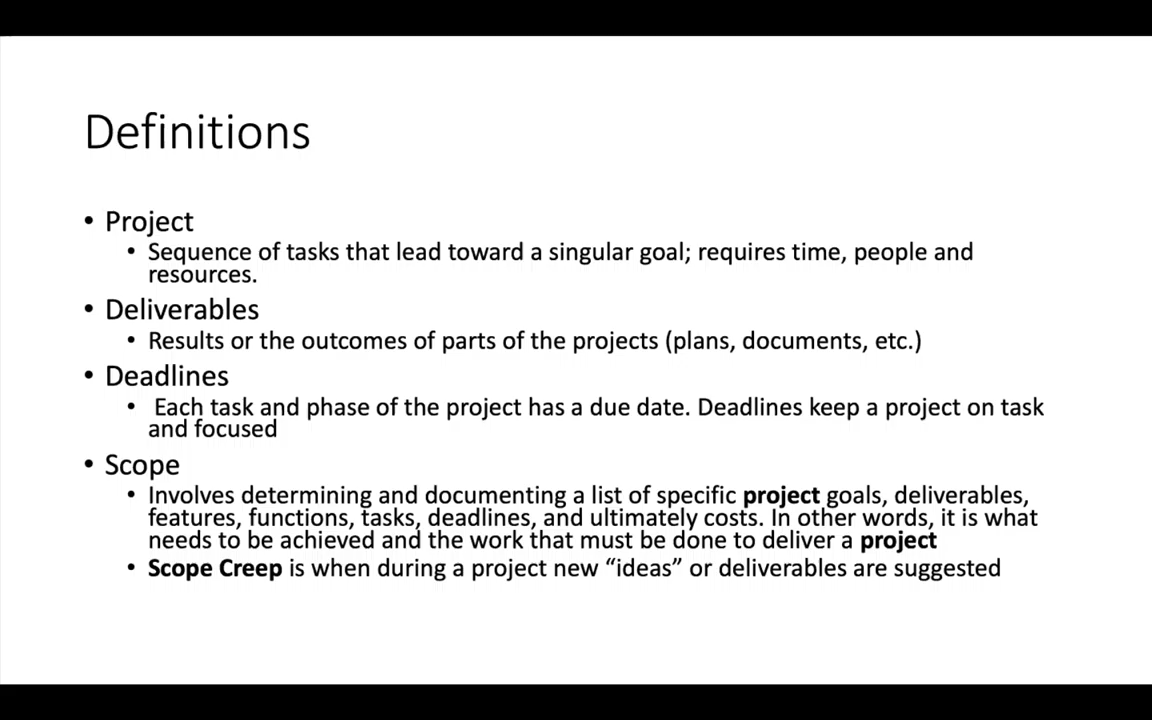 Definitions
• Project
• Sequence of tasks that lead toward a singular goal; requires time, people and
resources.
• Deliverables
• Results or the outcomes of parts of the projects (plans, documents, etc.)
• Deadlines
• Each task and phase of the project has a due date. Deadlines keep a project on task
and focused
• Scope
• Involves determining and documenting a list of specific project goals, deliverables,
features, functions, tasks, deadlines, and ultimately costs. In other words, it is what
needs to be achieved and the work that must be done to deliver a project
• Scope Creep is when during a project new “ideas” or deliverables are suggested